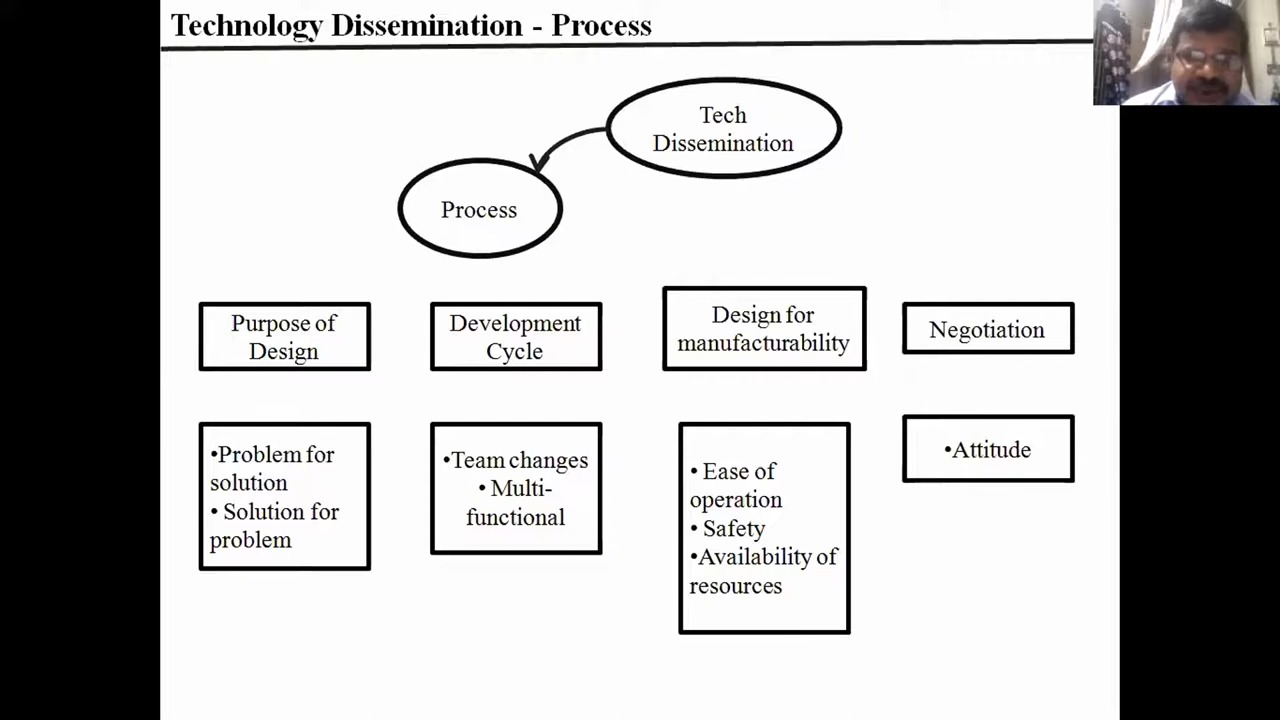 Technology Dissemination - Process
Tech
Dissemination
Process
Purpose of
Design
Development
Cycle
Design for
manufacturability
Negotiation
•Problem for
solution
• Solution for
problem
•Team changes
• Multi-
functional
• Ease of
operation
• Safety
•Availability of
resources
•Attitude